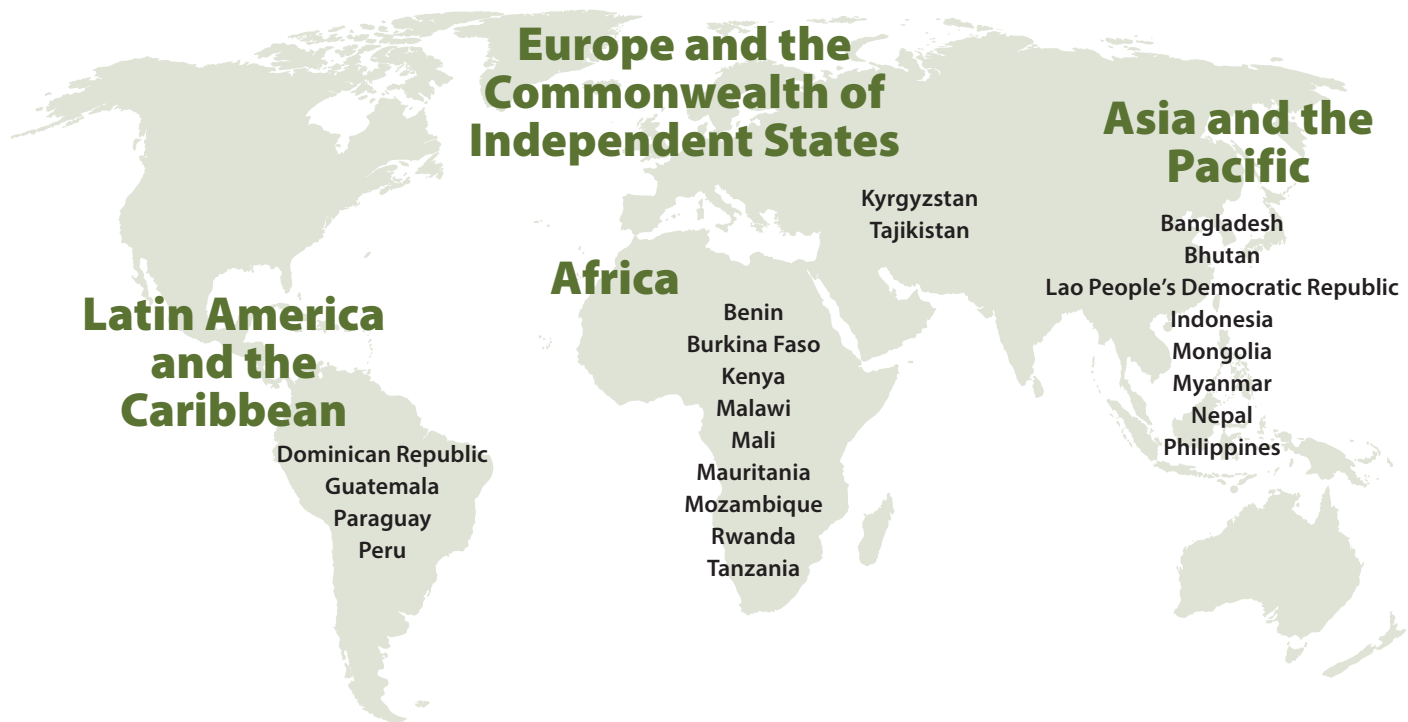 Europe and the
Commonwealth of
Independent States
Kyrgyzstan
Tajikistan
Asia and the
Pacific
Bangladesh
Bhutan
Lao People's Democratic Republic
Indonesia
Mongolia
Myanmar
Nepal
Philippines
Africa
Benin
Burkina Faso
Kenya
Malawi
Mali
Mauritania
Mozambique
Rwanda
Tanzania
Latin America
and the
Caribbean
Dominican Republic
Guatemala
Paraguay
Peru